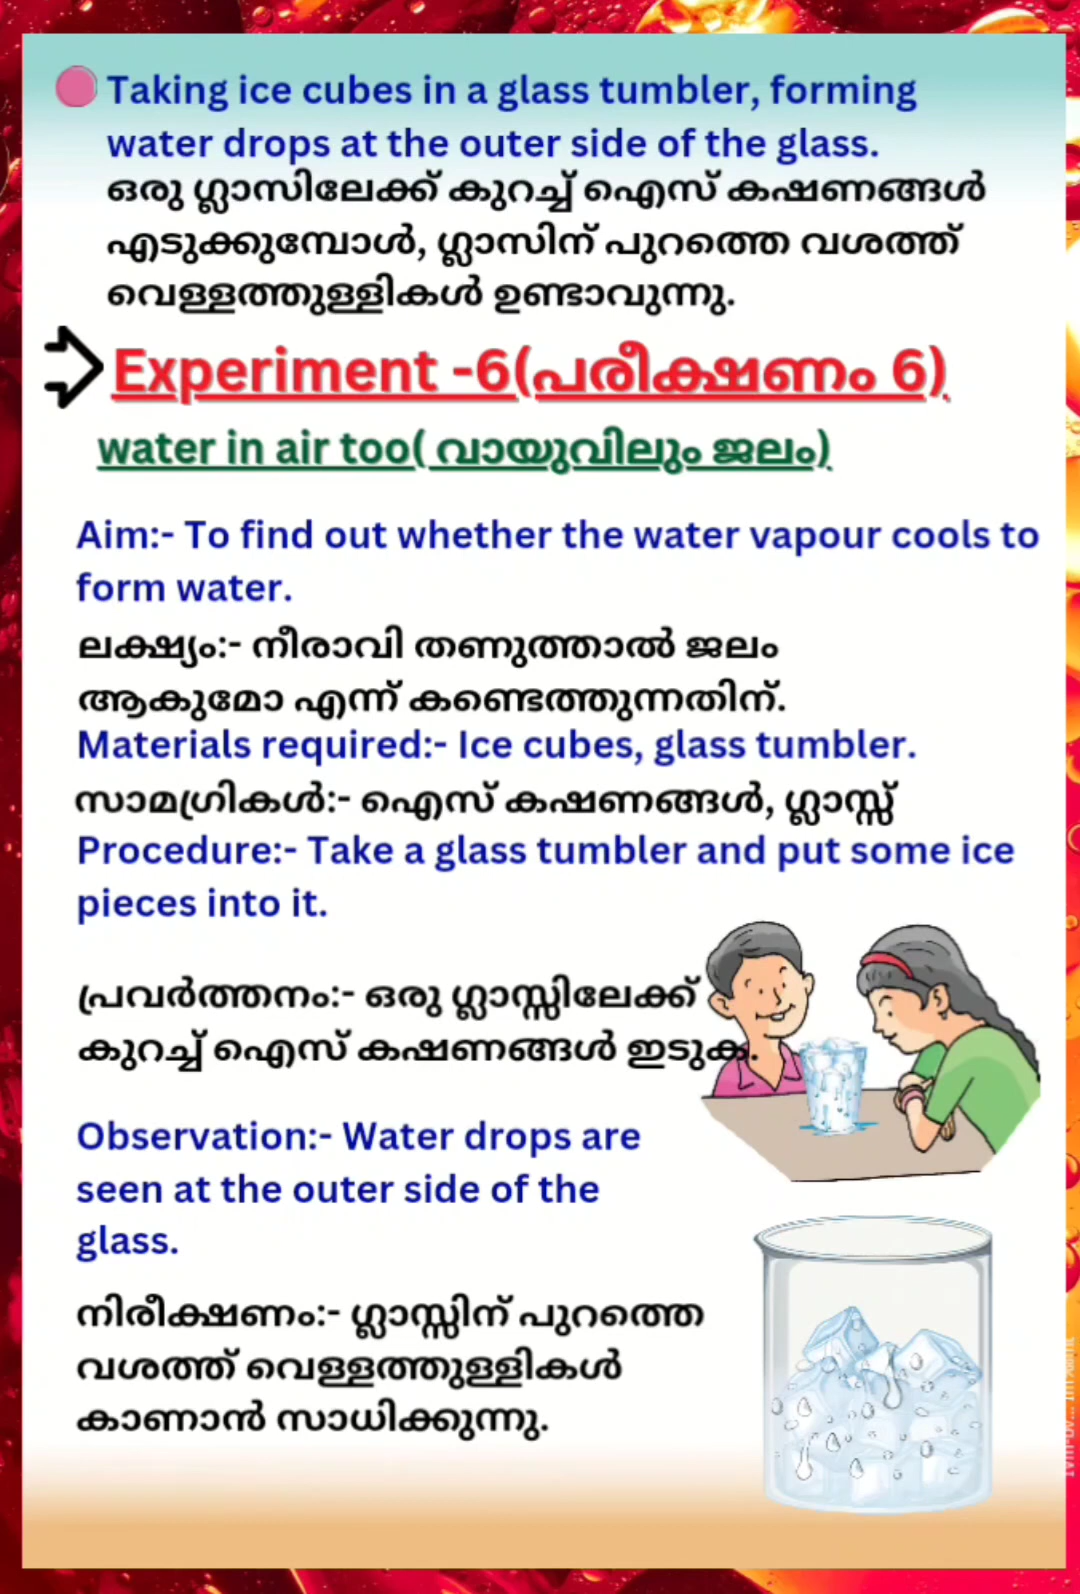 Taking ice cubes in a glass tumbler, forming
water drops at the outer side of the glass.
ഒരു ഗ്ലാസിലേക്ക് കുറച്ച് ഐസ് കഷണങ്ങൾ
എടുക്കുമ്പോൾ, ഗ്ലാസിന് പുറത്തെ വശത്ത്
വെള്ളത്തുള്ളികൾ ഉണ്ടാവുന്നു.
Experiment -6(പരീക്ഷണം 6)
water in air too( വായുവിലും ജലം)
Aim:- To find out whether the water vapour cools to
form water.
ലക്ഷ്യം:- നീരാവി തണുത്താൽ ജലം
ആകുമോ എന്ന് കണ്ടെത്തുന്നതിന്.
Materials required:- Ice cubes, glass tumbler.
സാമഗ്രികൾ:- ഐസ് കഷണങ്ങൾ, ഗ്ലാസ്സ്
Procedure:- Take a glass tumbler and put some ice
pieces into it.
പ്രവർത്തനം:- ഒരു ഗ്ലാസ്സിലേക്ക്
കുറച്ച് ഐസ് കഷണങ്ങൾ ഇടുക.
Observation:- Water drops are
seen at the outer side of the
glass.
നിരീക്ഷണം:- ഗ്ലാസ്സിന് പുറത്തെ
വശത്ത് വെള്ളത്തുള്ളികൾ
കാണാൻ സാധിക്കുന്നു.